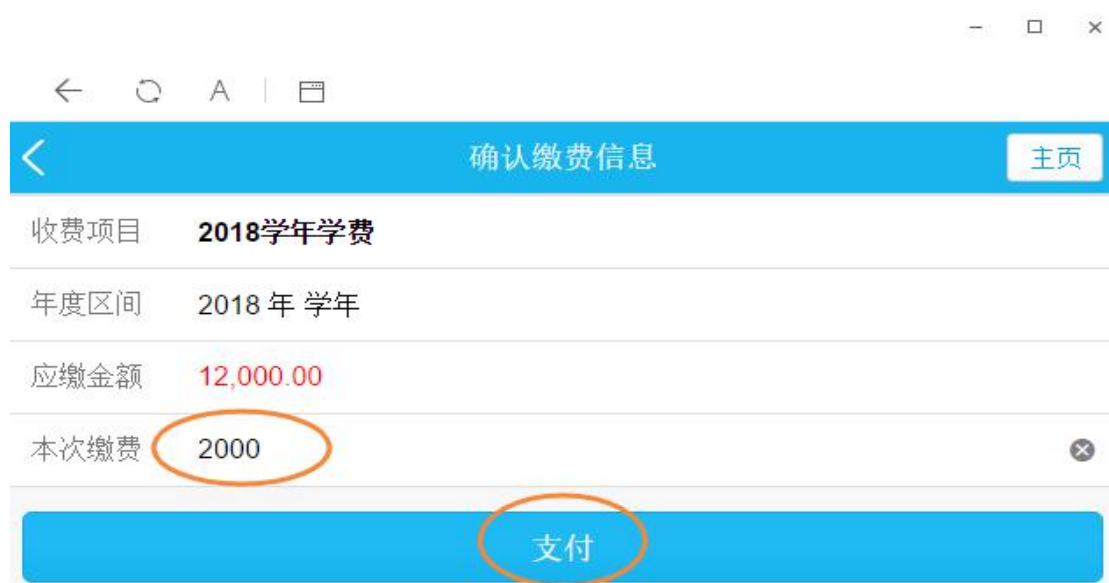 A
确认缴费信息 主页
收费项目 2018学年学费
年度区间 2018 年 学年
应缴金额 12,000.00
本次缴费 2000
支付